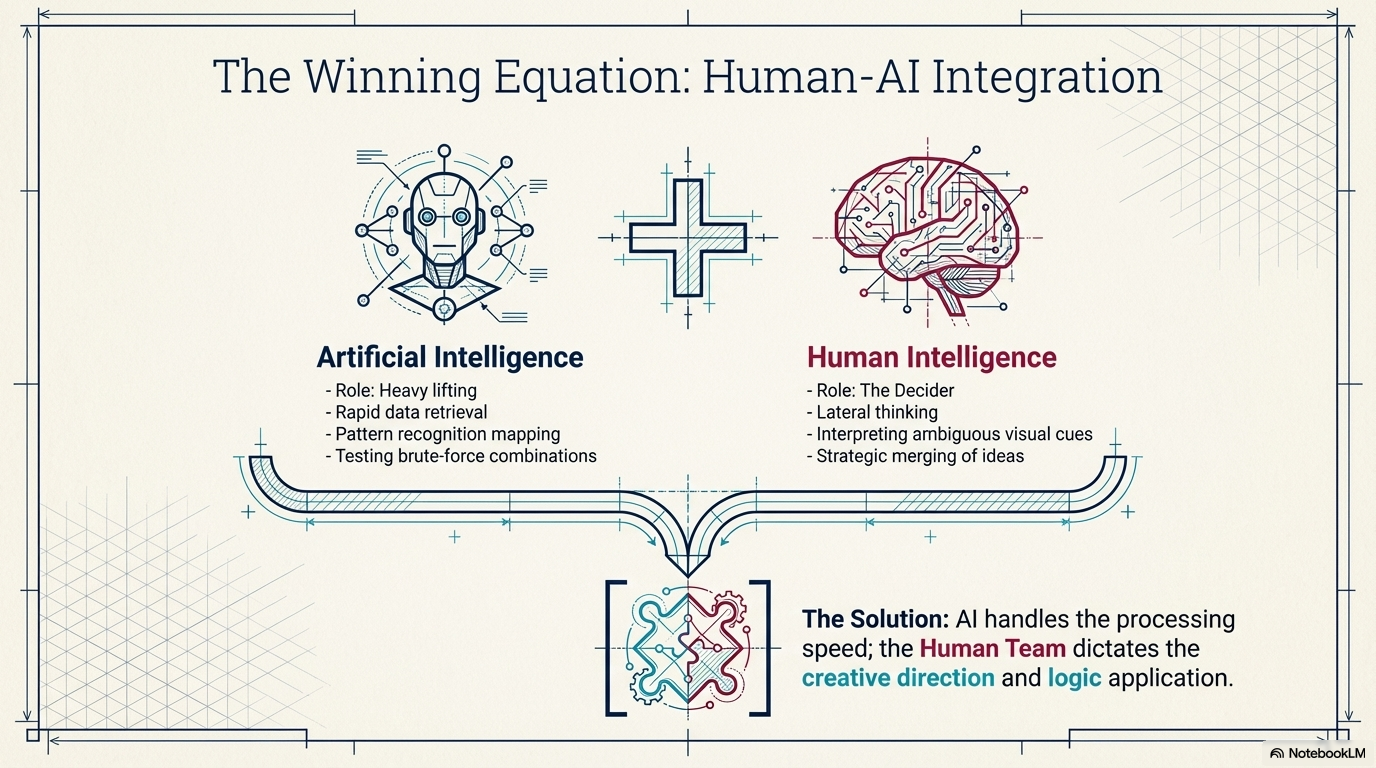 The Winning Equation: Human-AI Integration
Artificial Intelligence
- Role: Heavy lifting
- Rapid data retrieval
- Pattern recognition mapping
- Testing brute-force combinations
Human Intelligence
- Role: The Decider
- Lateral thinking
- Interpreting ambiguous visual cues
- Strategic merging of ideas
The Solution: AI handles the processing
speed; the Human Team dictates the
creative direction and logic application.
NotebookLM